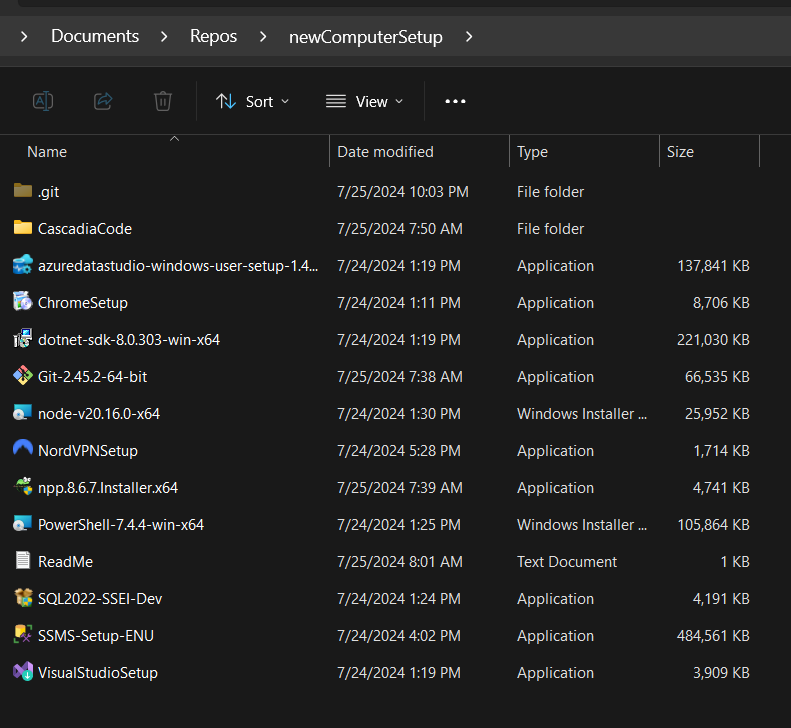 Documents Repos newComputerSetup
Sort View
Name Date modified Type Size
.git 7/25/2024 10:03 PM File folder
CascadiaCode 7/25/2024 7:50 AM File folder
azuredatastudio-windows-user-setup-1.4... 7/24/2024 1:19 PM Application 137,841 KB
ChromeSetup 7/24/2024 1:11 PM Application 8,706 KB
dotnet-sdk-8.0.303-win-x64 7/24/2024 1:19 PM Application 221,030 KB
Git-2.45.2-64-bit 7/25/2024 7:38 AM Application 66,535 KB
node-v20.16.0-x64 7/24/2024 1:30 PM Windows Installer ... 25,952 KB
NordVPNSetup 7/24/2024 5:28 PM Application 1,714 KB
npp.8.6.7.Installer.x64 7/25/2024 7:39 AM Application 4,741 KB
PowerShell-7.4.4-win-x64 7/24/2024 1:25 PM Windows Installer ... 105,864 KB
ReadMe 7/25/2024 8:01 AM Text Document 1 KB
SQL2022-SSEI-Dev 7/24/2024 1:24 PM Application 4,191 KB
SSMS-Setup-ENU 7/24/2024 4:02 PM Application 484,561 KB
VisualStudioSetup 7/24/2024 1:19 PM Application 3,909 KB